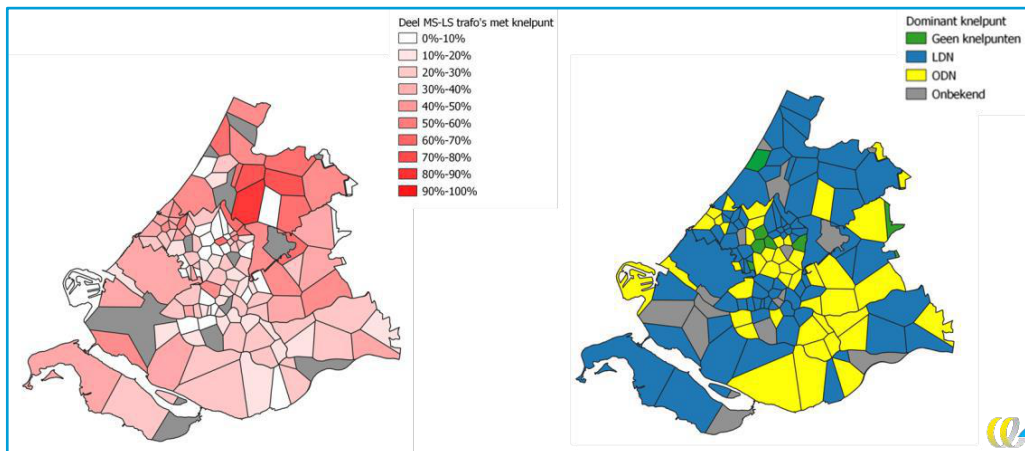 Deel MS-LS trafo's met knelpunt
0%-10%
10%-20%
20%-30%
30%-40%
40%-50%
50%-60%
60%-70%
70%-80%
80%-90%
90%-100%
Dominant knelpunt
Geen knelpunten
LDN
ODN
Onbekend